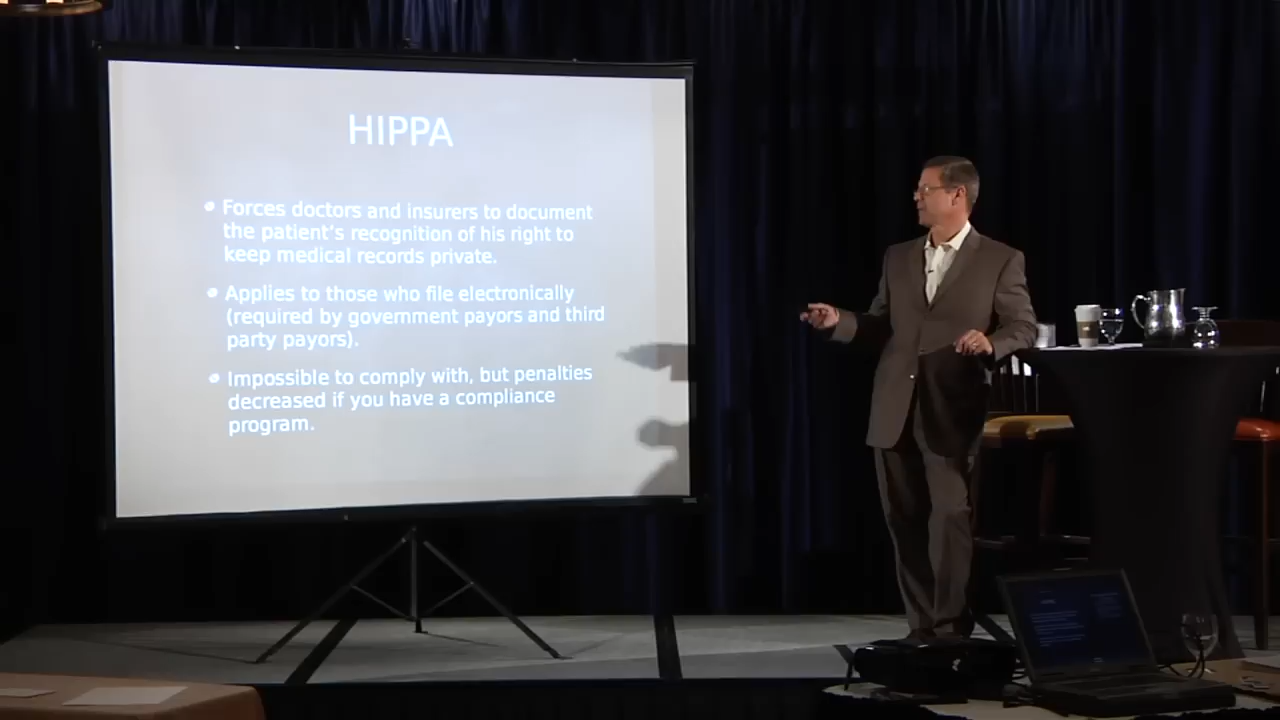 HIPPA
• Forces doctors and insurers to document
the patient's recognition of his right to
keep medical records private.
• Applies to those who file electronically
(required by government payors and third
party payors).
• Impossible to comply with, but penalties
decreased if you have a compliance
program.